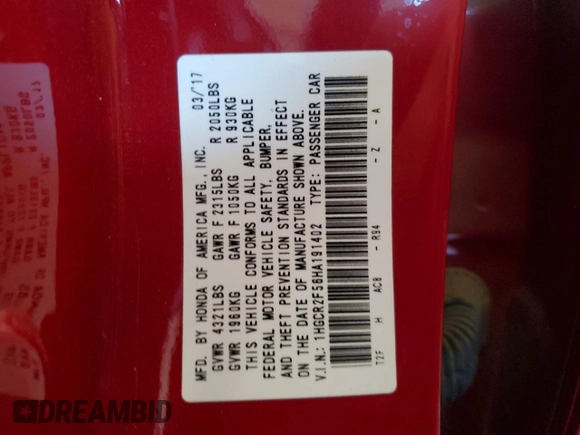 MFD. BY HONDA OF AMERICA MFG., INC. 03/'17
GVWR 4321LBS GAWR F 2315LBS R 2050LBS
GVWR 1960KG GAWR F 1050KG R 930KG
THIS VEHICLE CONFORMS TO ALL APPLICABLE
FEDERAL MOTOR VEHICLE SAFETY, BUMPER,
AND THEFT PREVENTION STANDARDS IN EFFECT
ON THE DATE OF MANUFACTURE SHOWN ABOVE.
V.I.N.: 1HGCR2F56HA191402 TYPE: PASSENGER CAR
T2F H AC8 - R94 - Z - A
DREAMBID